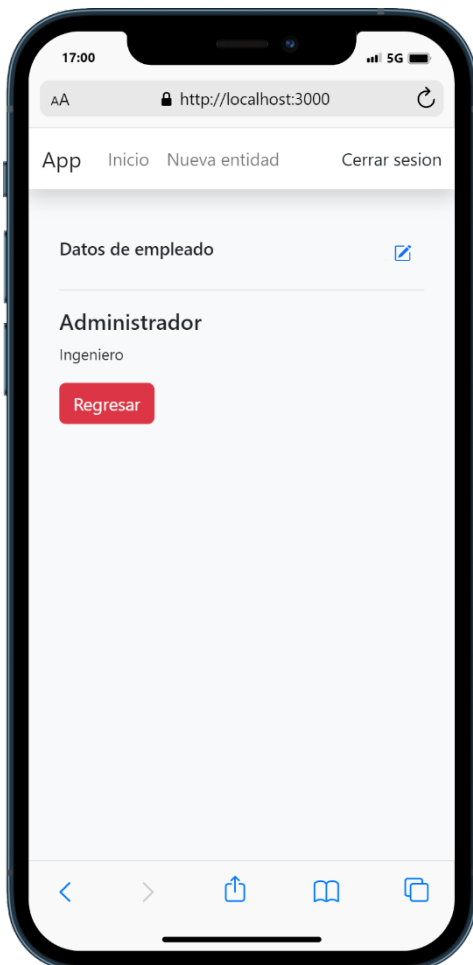 17:00 5G
AA http://localhost:3000
App Inicio Nueva entidad Cerrar sesion
Datos de empleado
Administrador
Ingeniero
Regresar